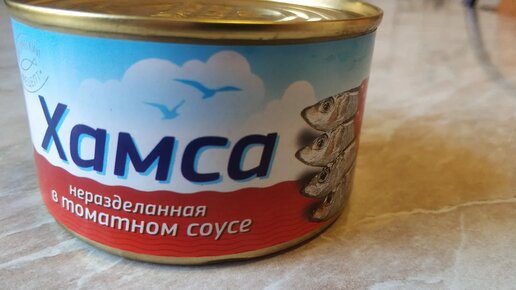 Хамса
неразделанная
в томатном соусе